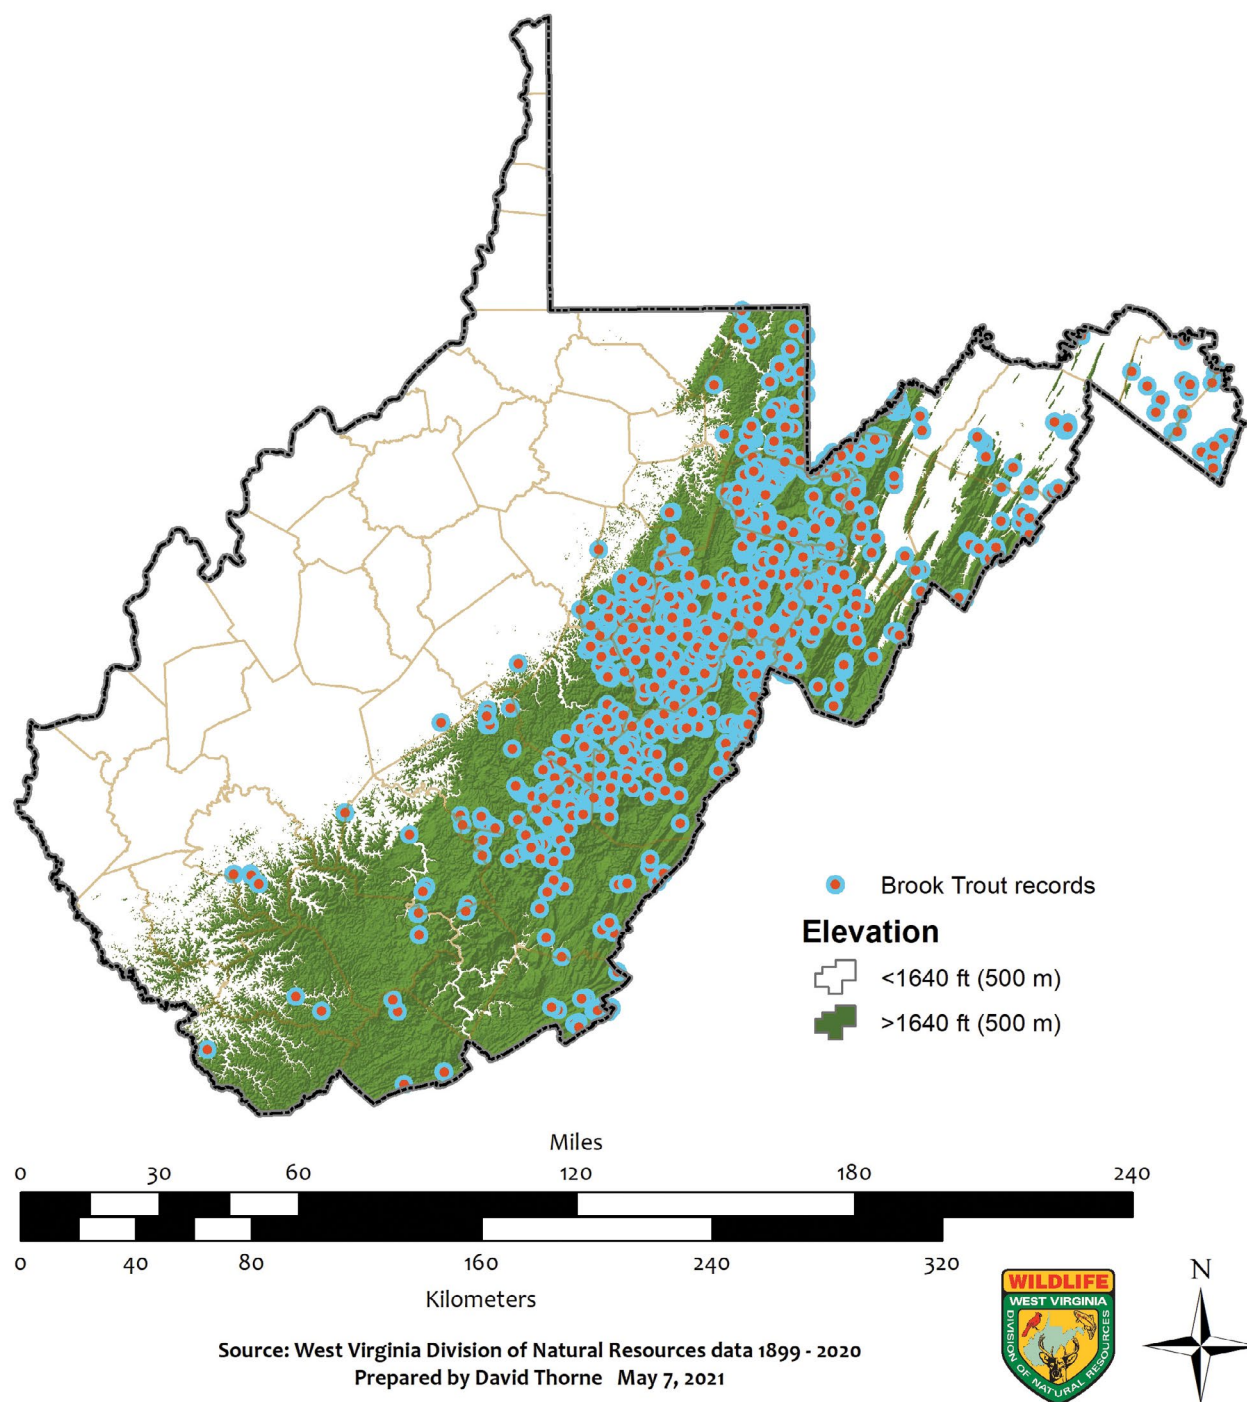 Brook Trout records
Elevation
<1640 ft (500 m)
>1640 ft (500 m)
Miles
0 30 60 120 180 240
0 40 80 160 240 320
Kilometers
Source: West Virginia Division of Natural Resources data 1899 - 2020
Prepared by David Thorne May 7, 2021
WILDLIFE
WEST VIRGINIA
DIVISION OF NATURAL RESOURCES
N